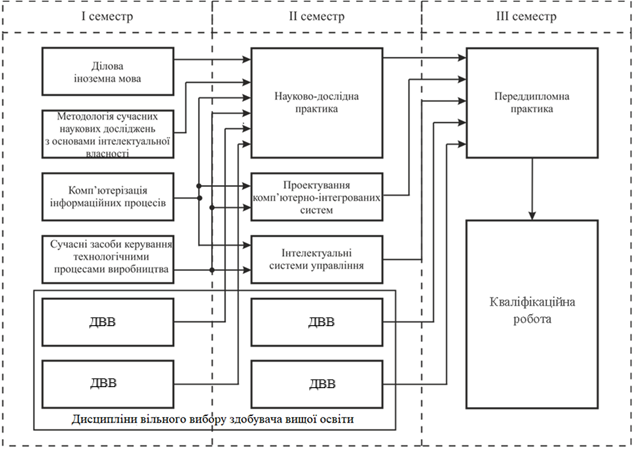 І семестр
ІІ семестр
ІІІ семестр
Ділова
іноземна мова
Методологія сучасних
наукових досліджень
з основами інтелектуальної
власності
Комп’ютерізація
інформаційних процесів
Сучасні засоби керування
технологічними
процесами виробництва
ДВВ
ДВВ
Науково-дослідна
практика
Проектування
комп’ютерно-інтегрованих
систем
Інтелектуальні
системи управління
ДВВ
ДВВ
Дисципліни вільного вибору здобувача вищої освіти
Переддипломна
практика
Кваліфікаційна
робота